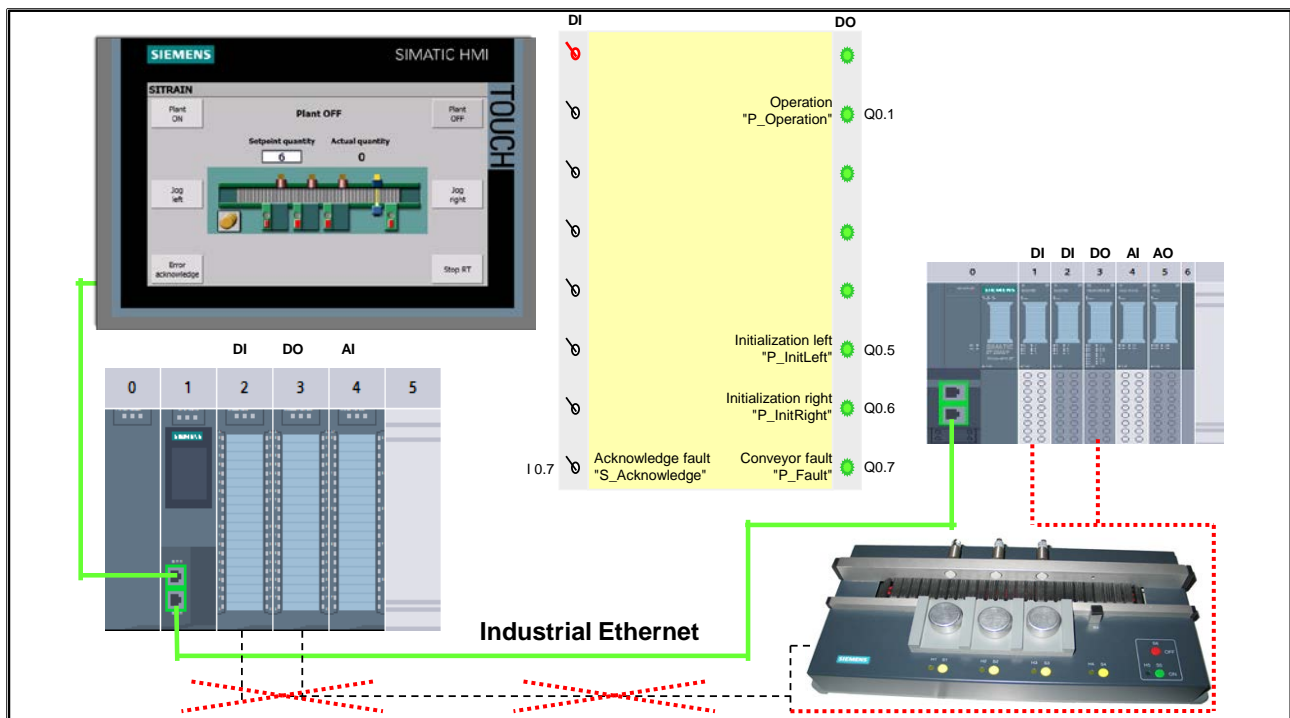 DI
DO
SIEMENS
SIMATIC HMI
TOUCH
SITRAIN
Plant
ON
Plant OFF
Plant
OFF
Setpoint quantity
Actual quantity
6
0
Jog
left
Jog
right
Error
acknowledge
Stop RT
Operation
"P_Operation"
Q0.1
Initialization left
"P_InitLeft"
Q0.5
Initialization right
"P_InitRight"
Q0.6
I 0.7
Acknowledge fault
"S_Acknowledge"
Conveyor fault
"P_Fault"
Q0.7
DI DO AI
0 1 2 3 4 5
SIEMENS
DI DI DO AI AO
0 1 2 3 4 5 6
SIEMENS
Industrial Ethernet
SIEMENS
OFF
ON